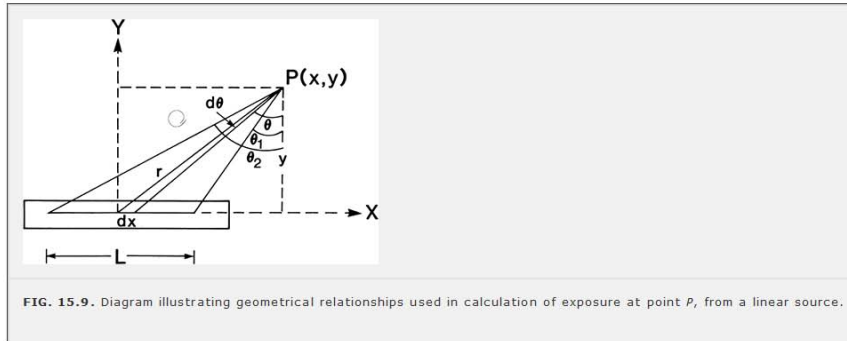 Y
P(x,y)
dθ
θ
θ1
θ2 y
r
X
dx
L
FIG. 15.9. Diagram illustrating geometrical relationships used in calculation of exposure at point P, from a linear source.